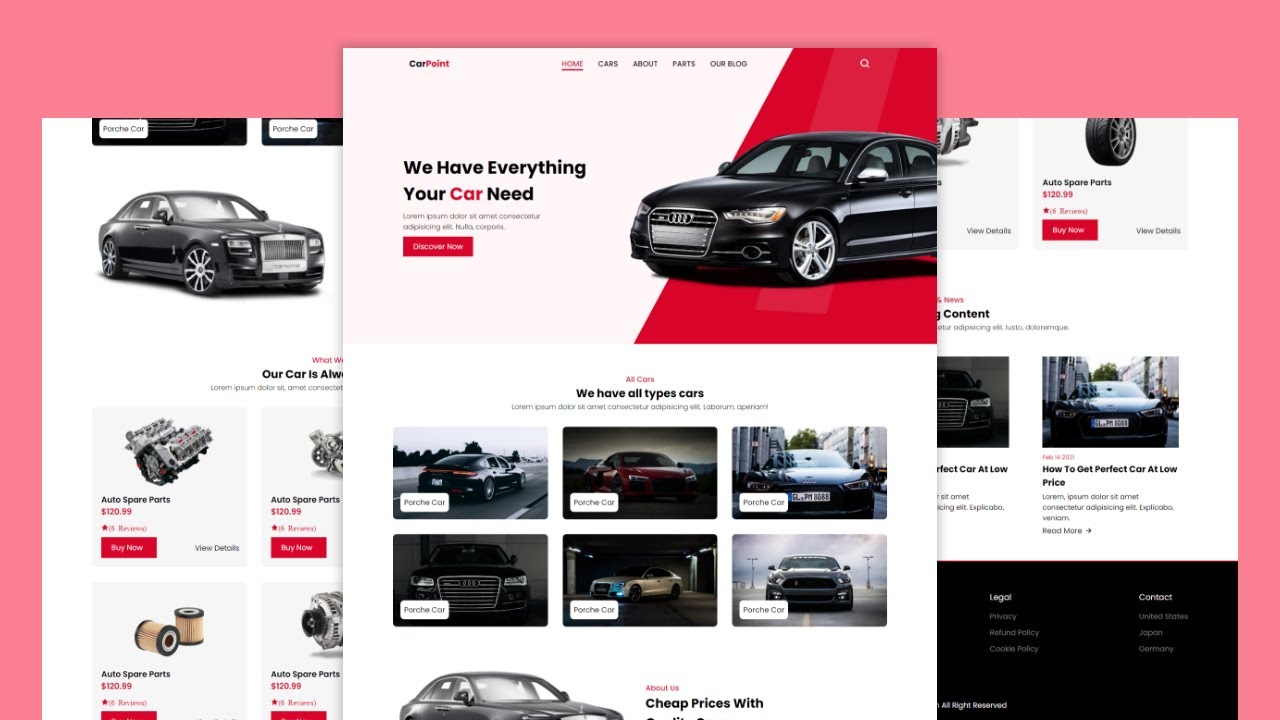 CarPoint
HOME CARS ABOUT PARTS OUR BLOG
We Have Everything
Your Car Need
Lorem ipsum dolor sit amet consectetur
adipisicing elit. Nulla, corporis.
Discover Now
All Cars
We have all types cars
Lorem ipsum dolor sit amet consectetur adipisicing elit. Laborum, aperiam!
Porche Car
Porche Car
Porche Car
GL PM 8088
Porche Car
Porche Car
Porche Car
About Us
Cheap Prices With
Porche Car
Porche Car
What We
Our Car Is Alw
Lorem ipsum dolor sit, amet consectet
Auto Spare Parts
$120.99
(6 Reviews)
Buy Now
View Details
Auto Spare Parts
$120.99
(6 Reviews)
Buy Now
Auto Spare Parts
$120.99
(6 Reviews)
Auto Spare Parts
$120.99
(6 Reviews)
s
View Details
Auto Spare Parts
$120.99
(6 Reviews)
Buy Now
View Details
& News
g Content
etur adipisicing elit. Iusto, doloremque.
rfect Car At Low
r sit amet
icing elit. Explicabo,
GL PM 8088
Feb 14 2021
How To Get Perfect Car At Low
Price
Lorem, ipsum dolor sit amet
consectetur adipisicing elit. Explicabo,
veniam.
Read More →
Legal
Privacy
Refund Policy
Cookie Policy
Contact
United States
Japan
Germany
All Right Reserved